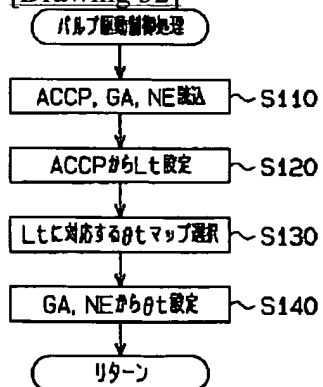 [Drawing 32]
バルブ駆動制御処理
ACCP, GA, NE読込
S110
ACCPからLt設定
S120
Ltに対応するθtマップ選択
S130
GA, NEからθt設定
S140
リターン